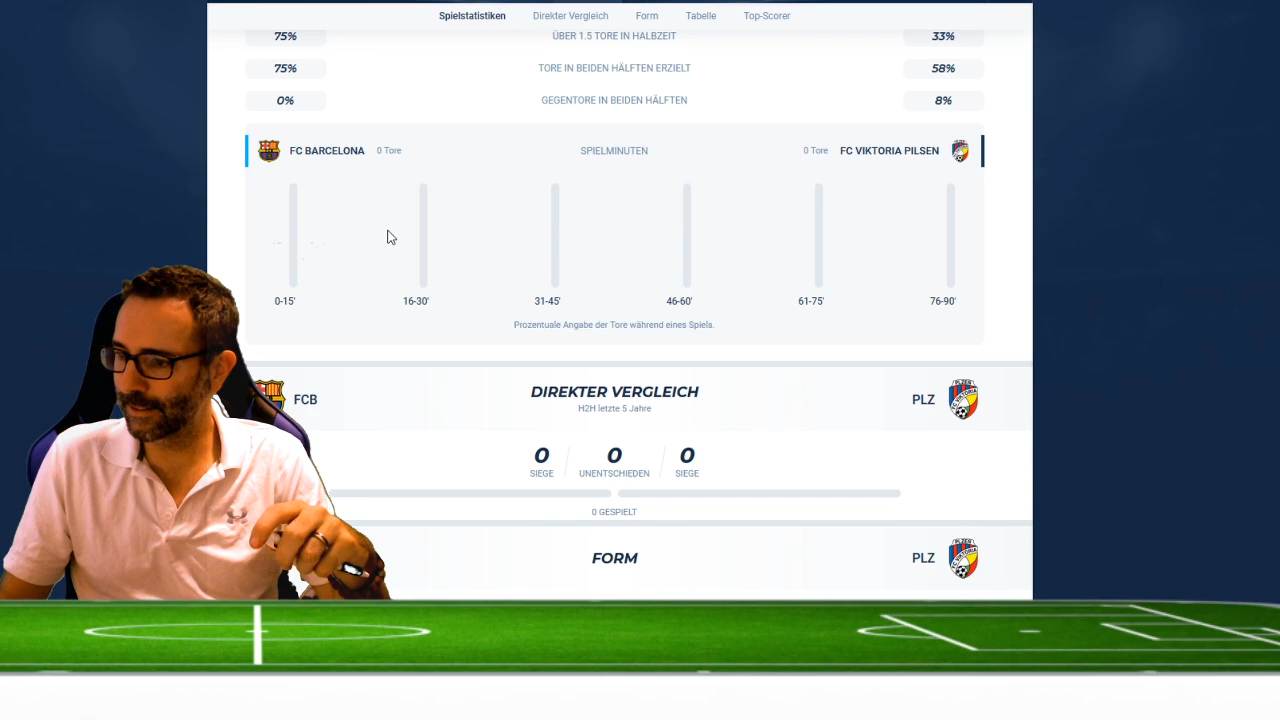 Spielstatistiken Direkter Vergleich Form Tabelle Top-Scorer
75% ÜBER 1.5 TORE IN HALBZEIT 33%
75% TORE IN BEIDEN HÄLFTEN ERZIELT 58%
0% GEGENTORE IN BEIDEN HÄLFTEN 8%
FC BARCELONA 0 Tore SPIELMINUTEN 0 Tore FC VIKTORIA PILSEN
0-15' 16-30' 31-45' 46-60' 61-75' 76-90'
Prozentuale Angabe der Tore während eines Spiels.
FCB DIREKTER VERGLEICH PLZ
H2H letzte 5 Jahre
0 0 0
SIEGE UNENTSCHIEDEN SIEGE
0 GESPIELT
FORM PLZ